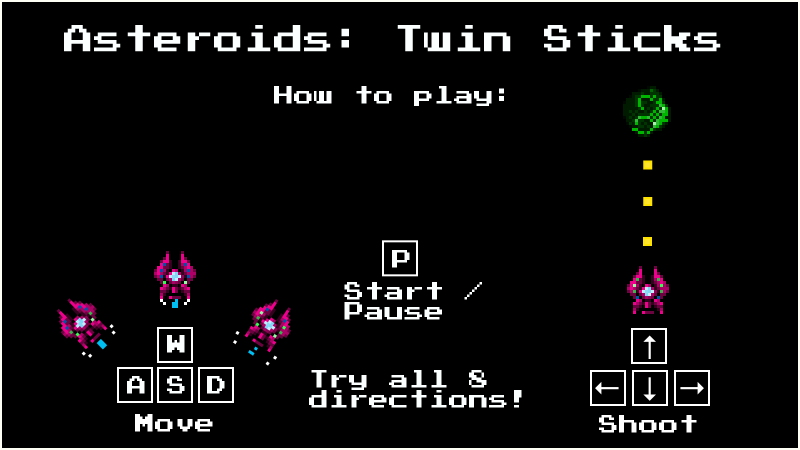 Asteroids: Twin Sticks
How to play:
P
Start /
Pause
W
A S D
Move
Try all 8
directions!
↑
← ↓ →
Shoot